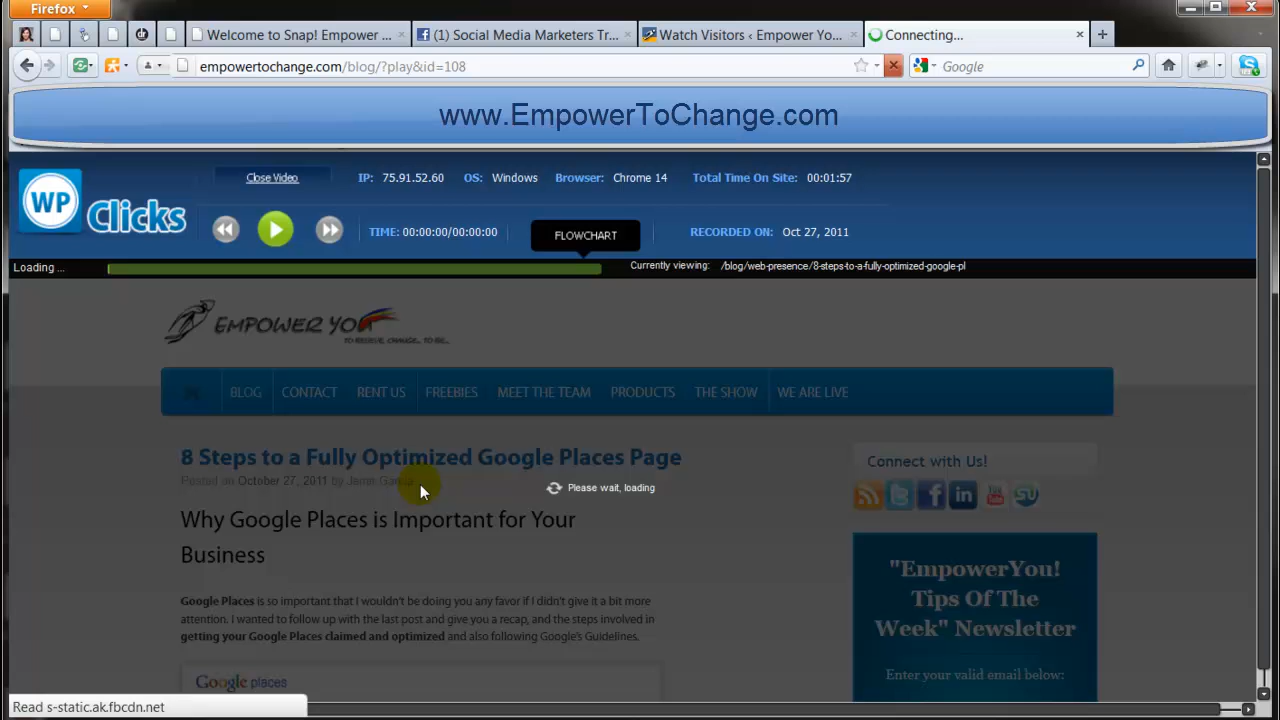 Firefox
Welcome to Snap! Empower ...
(1) Social Media Marketers Tr...
Watch Visitors ‹ Empower Yo...
Connecting...
empowertochange.com/blog/?play&id=108
Google
www.EmpowerToChange.com
WP Clicks
Close Video
IP: 75.91.52.60
OS: Windows
Browser: Chrome 14
Total Time On Site: 00:01:57
TIME: 00:00:00/00:00:00
FLOWCHART
RECORDED ON: Oct 27, 2011
Loading ...
Currently viewing: /blog/web-presence/8-steps-to-a-fully-optimized-google-pl
EMPOWER YOU
TO RECEIVE, CHANGE... TO BE...
BLOG
CONTACT
RENT US
FREEBIES
MEET THE TEAM
PRODUCTS
THE SHOW
WE ARE LIVE
8 Steps to a Fully Optimized Google Places Page
Posted on October 27, 2011 by Jenn
Please wait, loading
Why Google Places is Important for Your
Business
Google Places is so important that I wouldn't be doing you any favor if I didn't give it a bit more
attention. I wanted to follow up with the last post and give you a recap, and the steps involved in
getting your Google Places claimed and optimized and also following Google's Guidelines.
Google places
Connect with Us!
"EmpowerYou!
Tips Of The
Week" Newsletter
Enter your valid email below:
Read s-static.ak.fbcdn.net